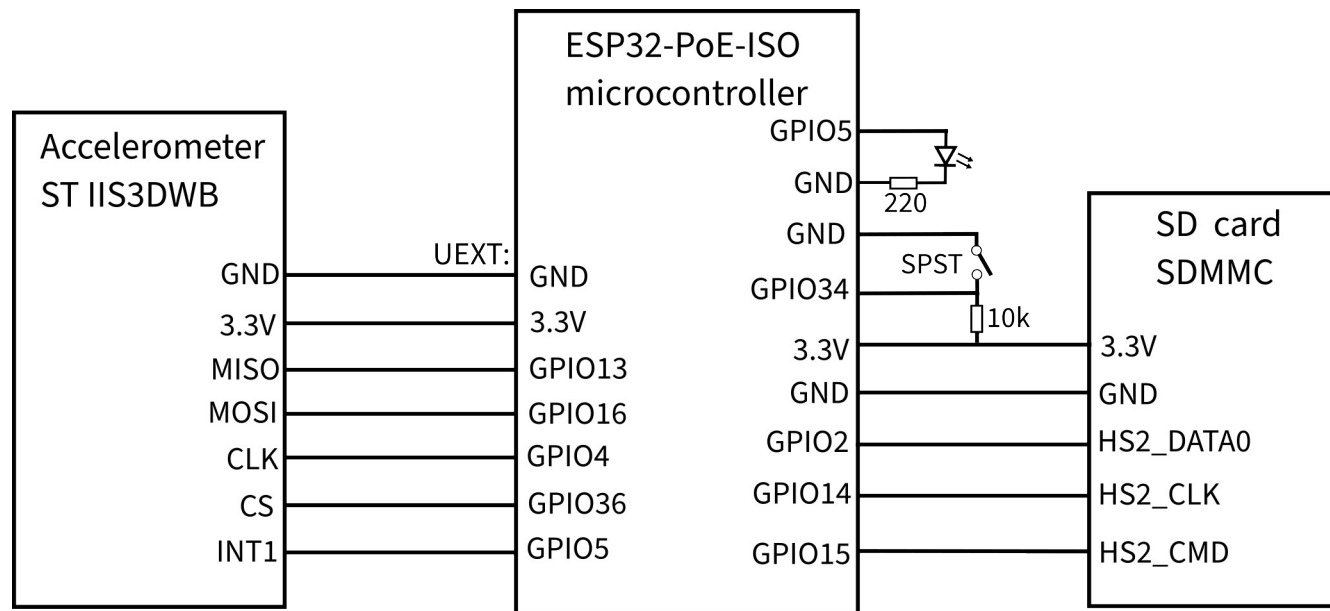 ESP32-PoE-ISO
microcontroller
Accelerometer
ST IIS3DWB
GND
3.3V
MISO
MOSI
CLK
CS
INT1
UEXT:
GND
3.3V
GPIO13
GPIO16
GPIO4
GPIO36
GPIO5
GPIO5
GND
220
GND
SPST
GPIO34
10k
3.3V
GND
GPIO2
GPIO14
GPIO15
SD card
SDMMC
3.3V
GND
HS2_DATA0
HS2_CLK
HS2_CMD